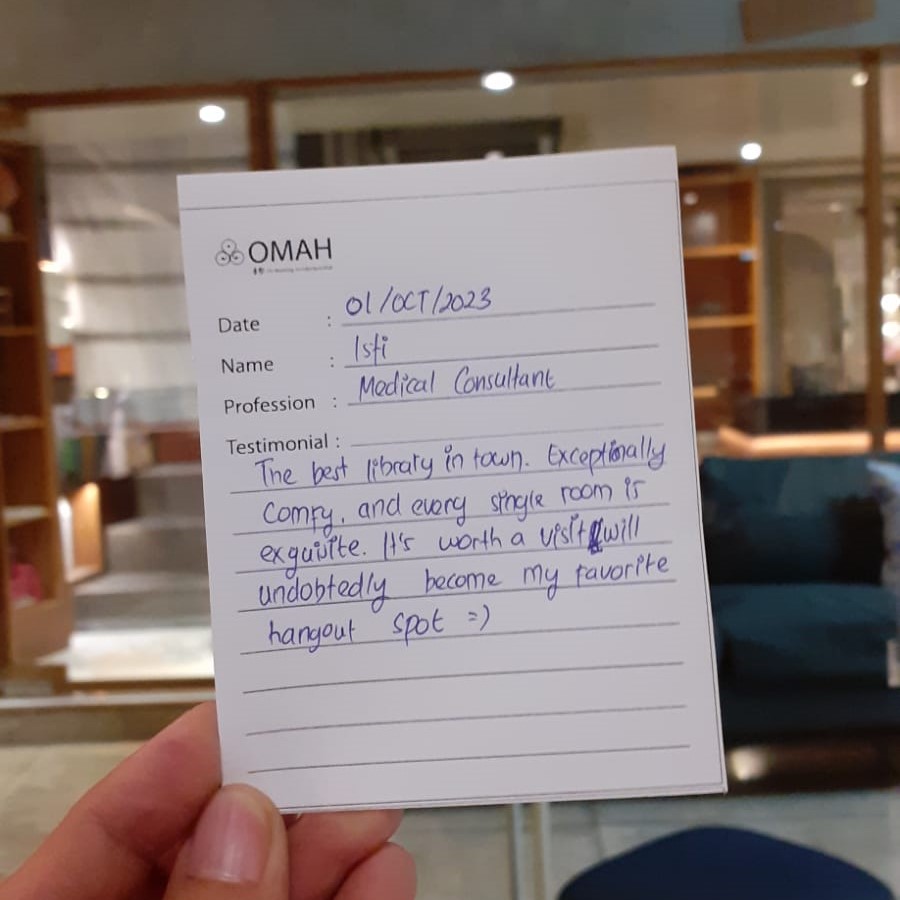 OMAH
Date : 01/OCT/2023
Name : Isti
Profession : Medical Consultant
Testimonial :
The best library in town. Exceptionally
comfy, and every single room is
exquisite. It's worth a visit & will
undobtedly become my favorite
hangout spot =)